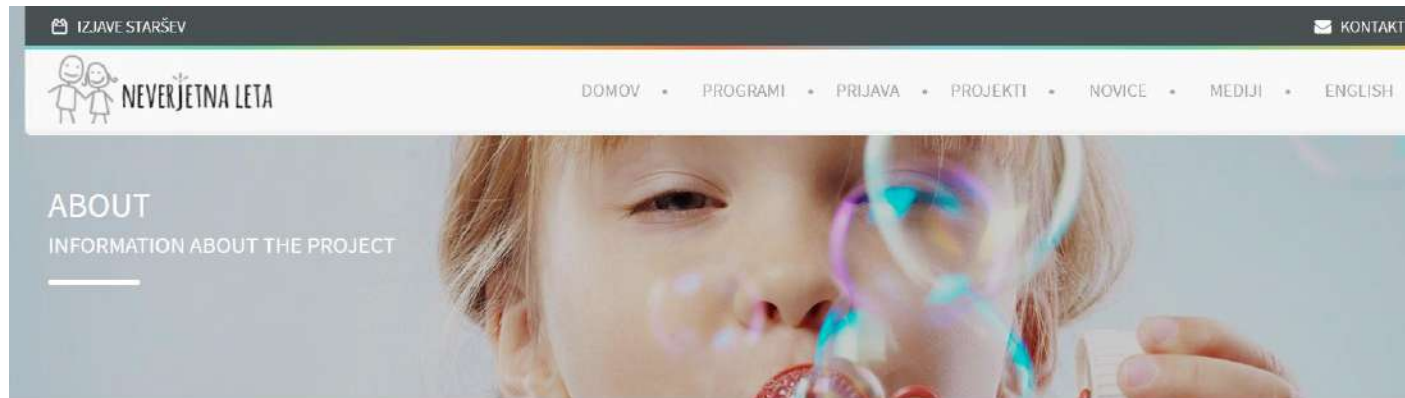 IZJAVE STARŠEV
KONTAKT
NEVERJETNA LETA
DOMOV • PROGRAMI • PRIJAVA • PROJEKTI • NOVICE • MEDIJI • ENGLISH
ABOUT
INFORMATION ABOUT THE PROJECT